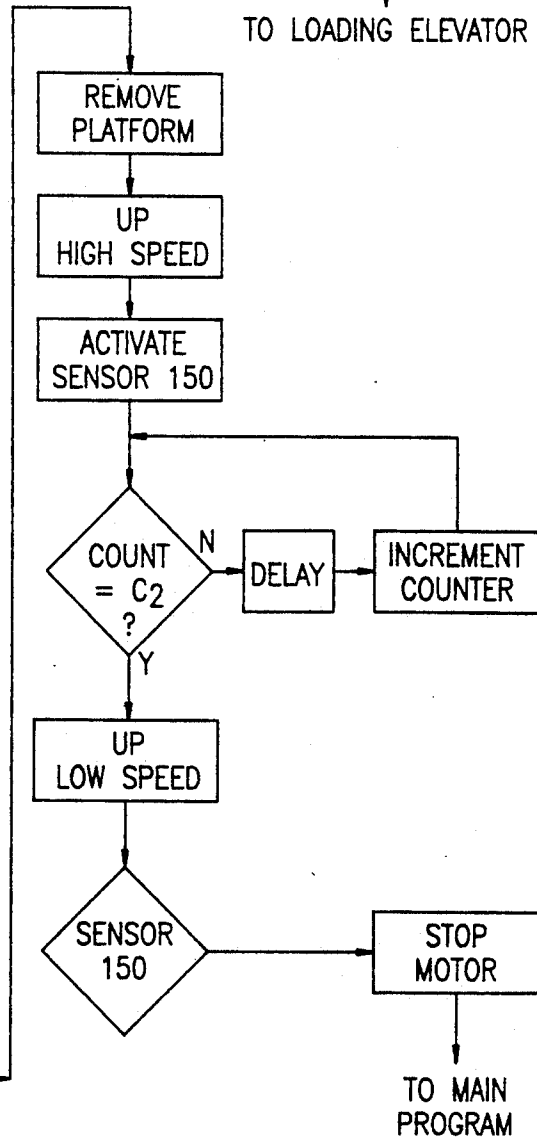 TO LOADING ELEVATOR
REMOVE
PLATFORM
UP
HIGH SPEED
ACTIVATE
SENSOR 150
COUNT
= C2
?
N
DELAY
INCREMENT
COUNTER
Y
UP
LOW SPEED
SENSOR
150
STOP
MOTOR
TO MAIN
PROGRAM